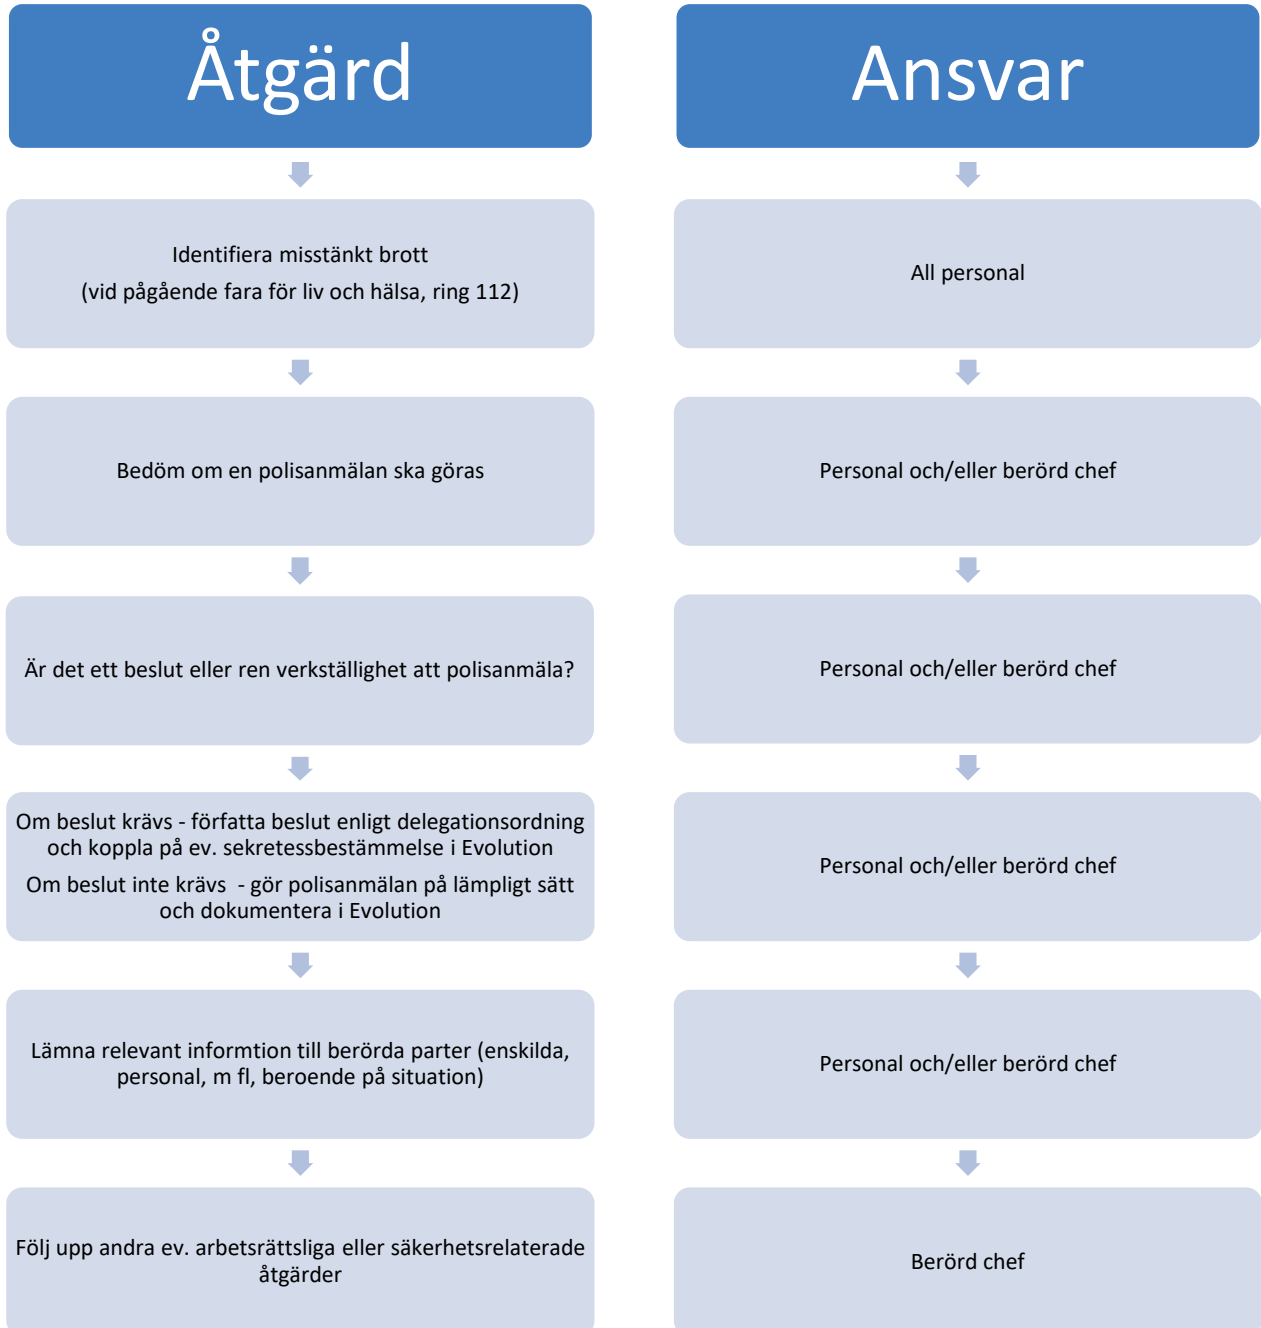 Åtgärd
Ansvar
Identifiera misstänkt brott
(vid pågående fara för liv och hälsa, ring 112)
All personal
Bedöm om en polisanmälan ska göras
Personal och/eller berörd chef
Är det ett beslut eller ren verkställighet att polisanmäla?
Personal och/eller berörd chef
Om beslut krävs - författa beslut enligt delegationsordning
och koppla på ev. sekretessbestämmelse i Evolution
Om beslut inte krävs  - gör polisanmälan på lämpligt sätt
och dokumentera i Evolution
Personal och/eller berörd chef
Lämna relevant informtion till berörda parter (enskilda,
personal, m fl, beroende på situation)
Personal och/eller berörd chef
Följ upp andra ev. arbetsrättsliga eller säkerhetsrelaterade
åtgärder
Berörd chef